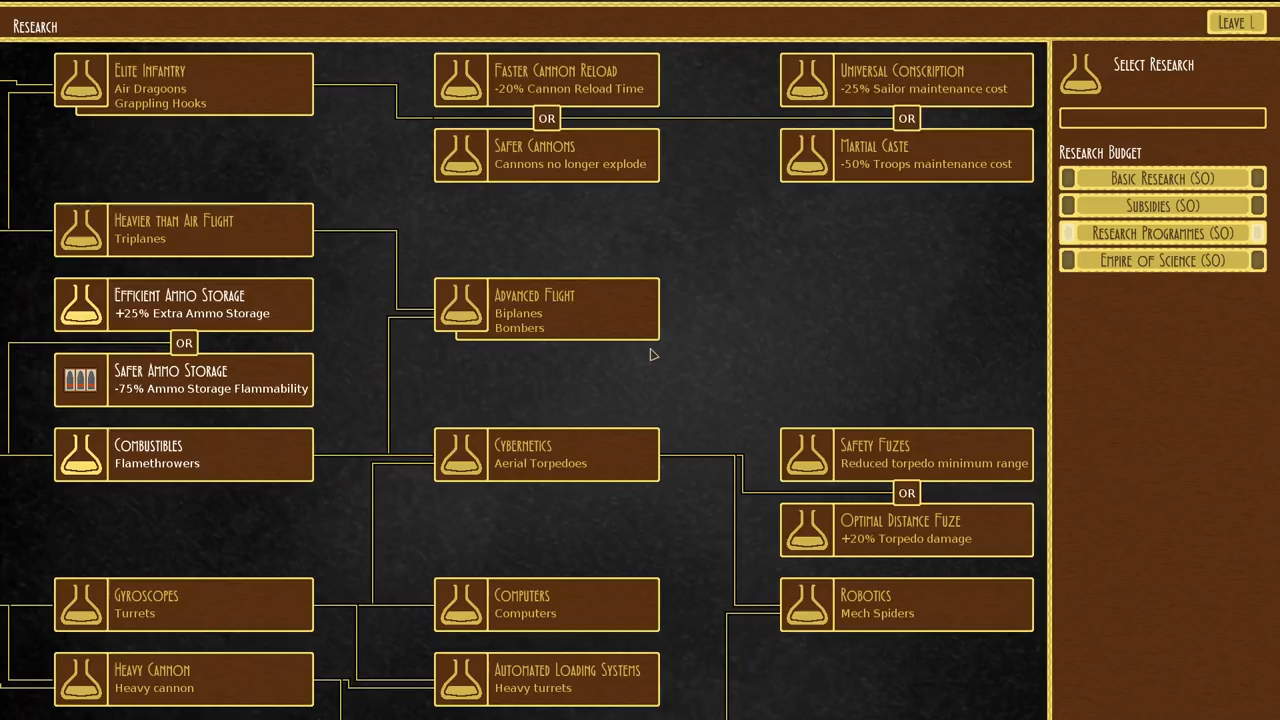 Research
Leave L
Elite Infantry
Air Dragoons
Grappling Hooks
Faster Cannon Reload
-20% Cannon Reload Time
OR
Safer Cannons
Cannons no longer explode
Universal Conscription
-25% Sailor maintenance cost
OR
Martial Caste
-50% Troops maintenance cost
Heavier than Air Flight
Triplanes
Efficient Ammo Storage
+25% Extra Ammo Storage
OR
Safer Ammo Storage
-75% Ammo Storage Flammability
Advanced Flight
Biplanes
Bombers
Combustibles
Flamethrowers
Cybernetics
Aerial Torpedoes
Safety Fuzes
Reduced torpedo minimum range
OR
Optimal Distance Fuze
+20% Torpedo damage
Gyroscopes
Turrets
Computers
Computers
Robotics
Mech Spiders
Heavy Cannon
Heavy cannon
Automated Loading Systems
Heavy turrets
Select Research
Research Budget
Basic Research ($0)
Subsidies ($0)
Research Programmes ($0)
Empire of Science ($0)